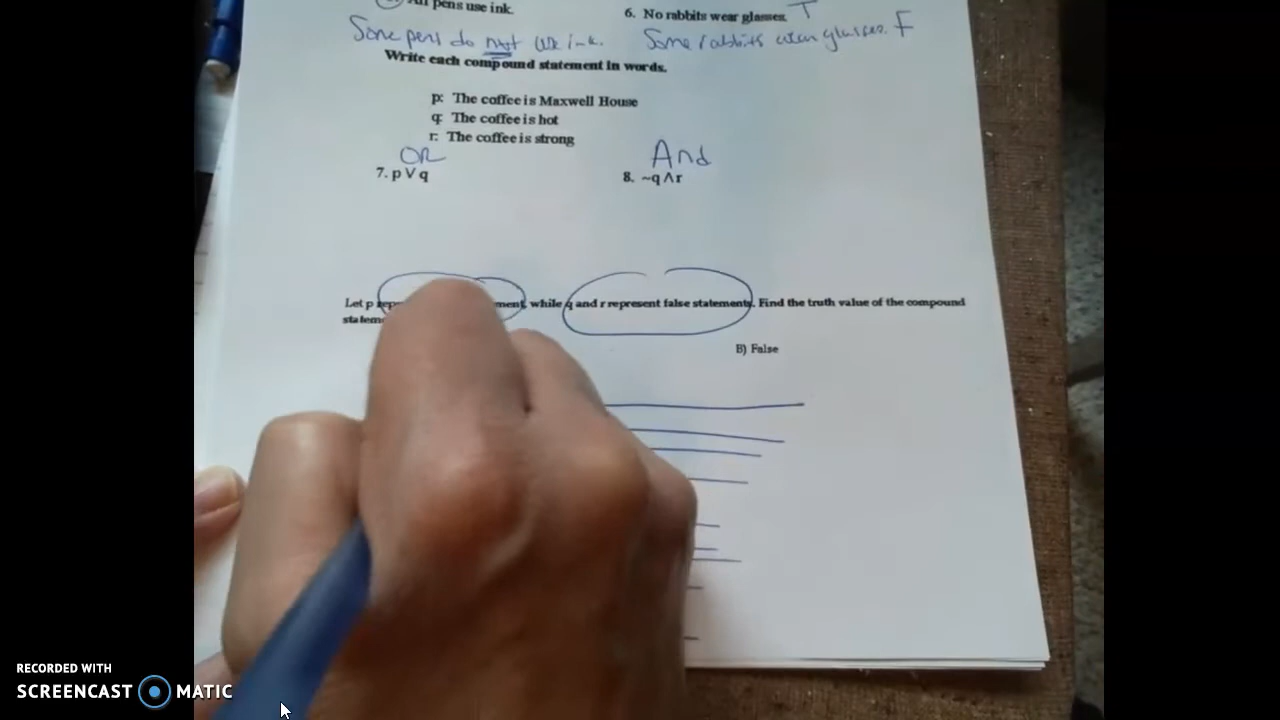 All pens use ink.
6. No rabbits wear glasses. T
Some pens do not use ink.
Some rabbits wear glasses. F
Write each compound statement in words.
p: The coffee is Maxwell House
q: The coffee is hot
r: The coffee is strong
OR
And
7. p V q
8. ~q Λ r
Let p while q and r represent false statements. Find the truth value of the compound
B) False
RECORDED WITH
SCREENCAST MATIC